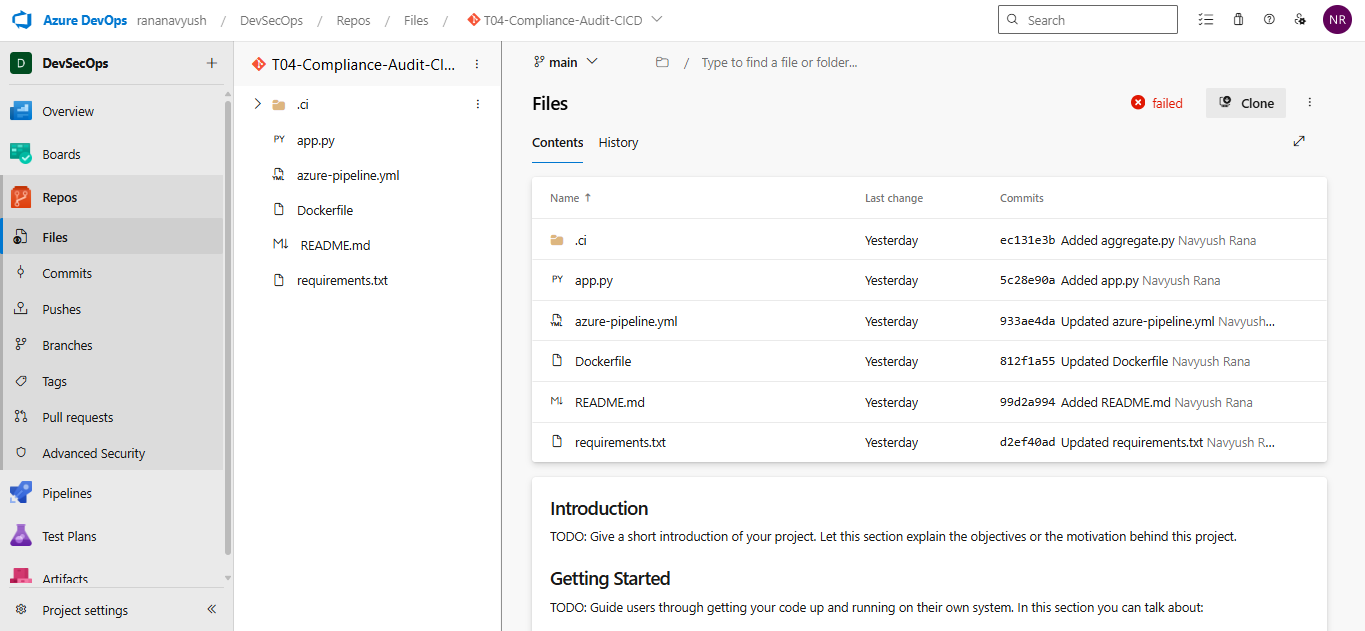 Azure DevOps rananavyush / DevSecOps / Repos / Files / T04-Compliance-Audit-CICD
Search
NR
D DevSecOps
Overview
Boards
Repos
Files
Commits
Pushes
Branches
Tags
Pull requests
Advanced Security
Pipelines
Test Plans
Artifacts
Project settings
T04-Compliance-Audit-CI...
.ci
PY app.py
YML azure-pipeline.yml
Dockerfile
M↓ README.md
requirements.txt
main
/ Type to find a file or folder...
Files
failed
Clone
Contents History
Name ↑ Last change Commits
.ci Yesterday ec131e3b Added aggregate.py Navyush Rana
PY app.py Yesterday 5c28e90a Added app.py Navyush Rana
YML azure-pipeline.yml Yesterday 933ae4da Updated azure-pipeline.yml Navyush...
Dockerfile Yesterday 812f1a55 Updated Dockerfile Navyush Rana
M↓ README.md Yesterday 99d2a994 Added README.md Navyush Rana
requirements.txt Yesterday d2ef40ad Updated requirements.txt Navyush R...
Introduction
TODO: Give a short introduction of your project. Let this section explain the objectives or the motivation behind this project.
Getting Started
TODO: Guide users through getting your code up and running on their own system. In this section you can talk about: